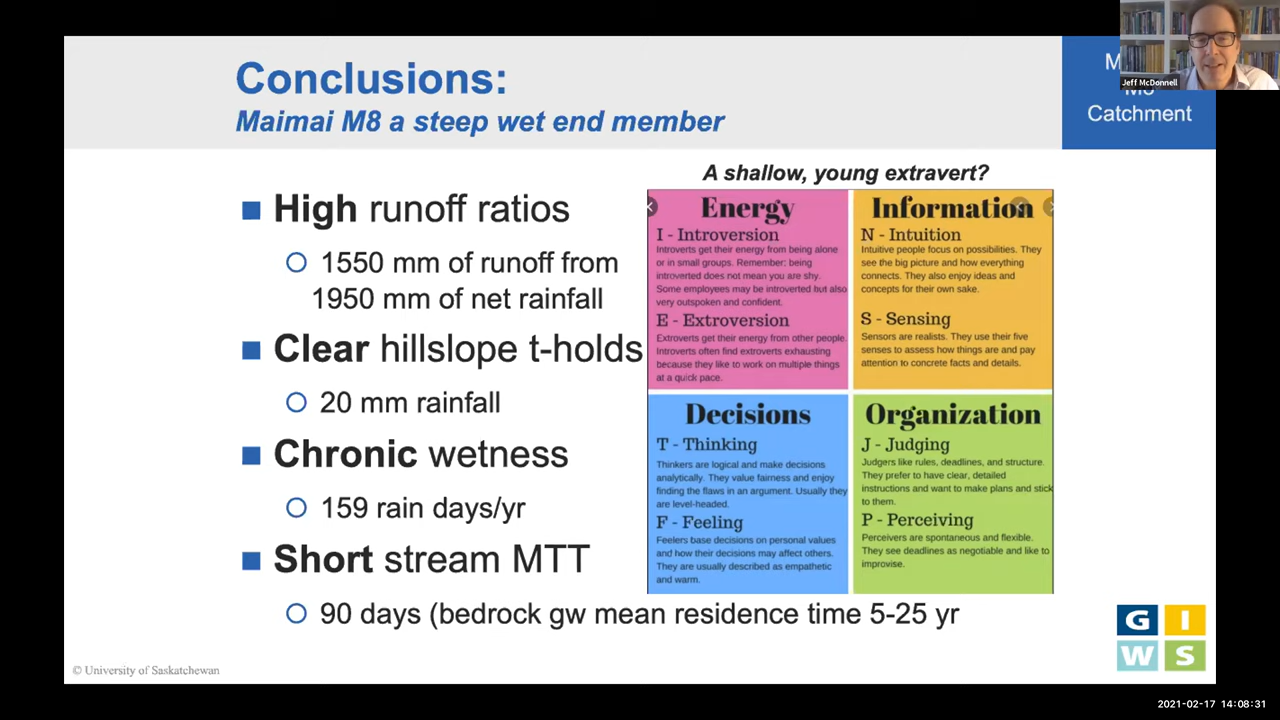 Conclusions:
Maimai M8 a steep wet end member
M8
Catchment
Jeff McDonnell
High runoff ratios
1550 mm of runoff from
1950 mm of net rainfall
Clear hillslope t-holds
20 mm rainfall
Chronic wetness
159 rain days/yr
Short stream MTT
90 days (bedrock gw mean residence time 5-25 yr
A shallow, young extravert?
Energy
I - Introversion
Introverts get their energy from being alone
or in small groups. Remember: being
introverted does not mean you are shy.
Some employees may be introverted but also
very outspoken and confident.
E - Extroversion
Extroverts get their energy from other people.
Introverts often find extroverts exhausting
because they like to work on multiple things
at a quick pace.
Information
N - Intuition
Intuitive people focus on possibilities. They
see the big picture and how everything
connects. They also enjoy ideas and
concepts for their own sake.
S - Sensing
Sensors are realists. They use their five
senses to assess how things are and pay
attention to concrete facts and details.
Decisions
T - Thinking
Thinkers are logical and make decisions
analytically. They value fairness and enjoy
finding the flaws in an argument. Usually they
are level-headed.
F - Feeling
Feelers base decisions on personal values
and how their decisions may affect others.
They are usually described as empathetic
and warm.
Organization
J - Judging
Judgers like rules, deadlines, and structure.
They prefer to have clear, detailed
instructions and want to make plans and stick
to them.
P - Perceiving
Perceivers are spontaneous and flexible.
They see deadlines as negotiable and like to
improvise.
G I
W S
© University of Saskatchewan
2021-02-17 14:08:31